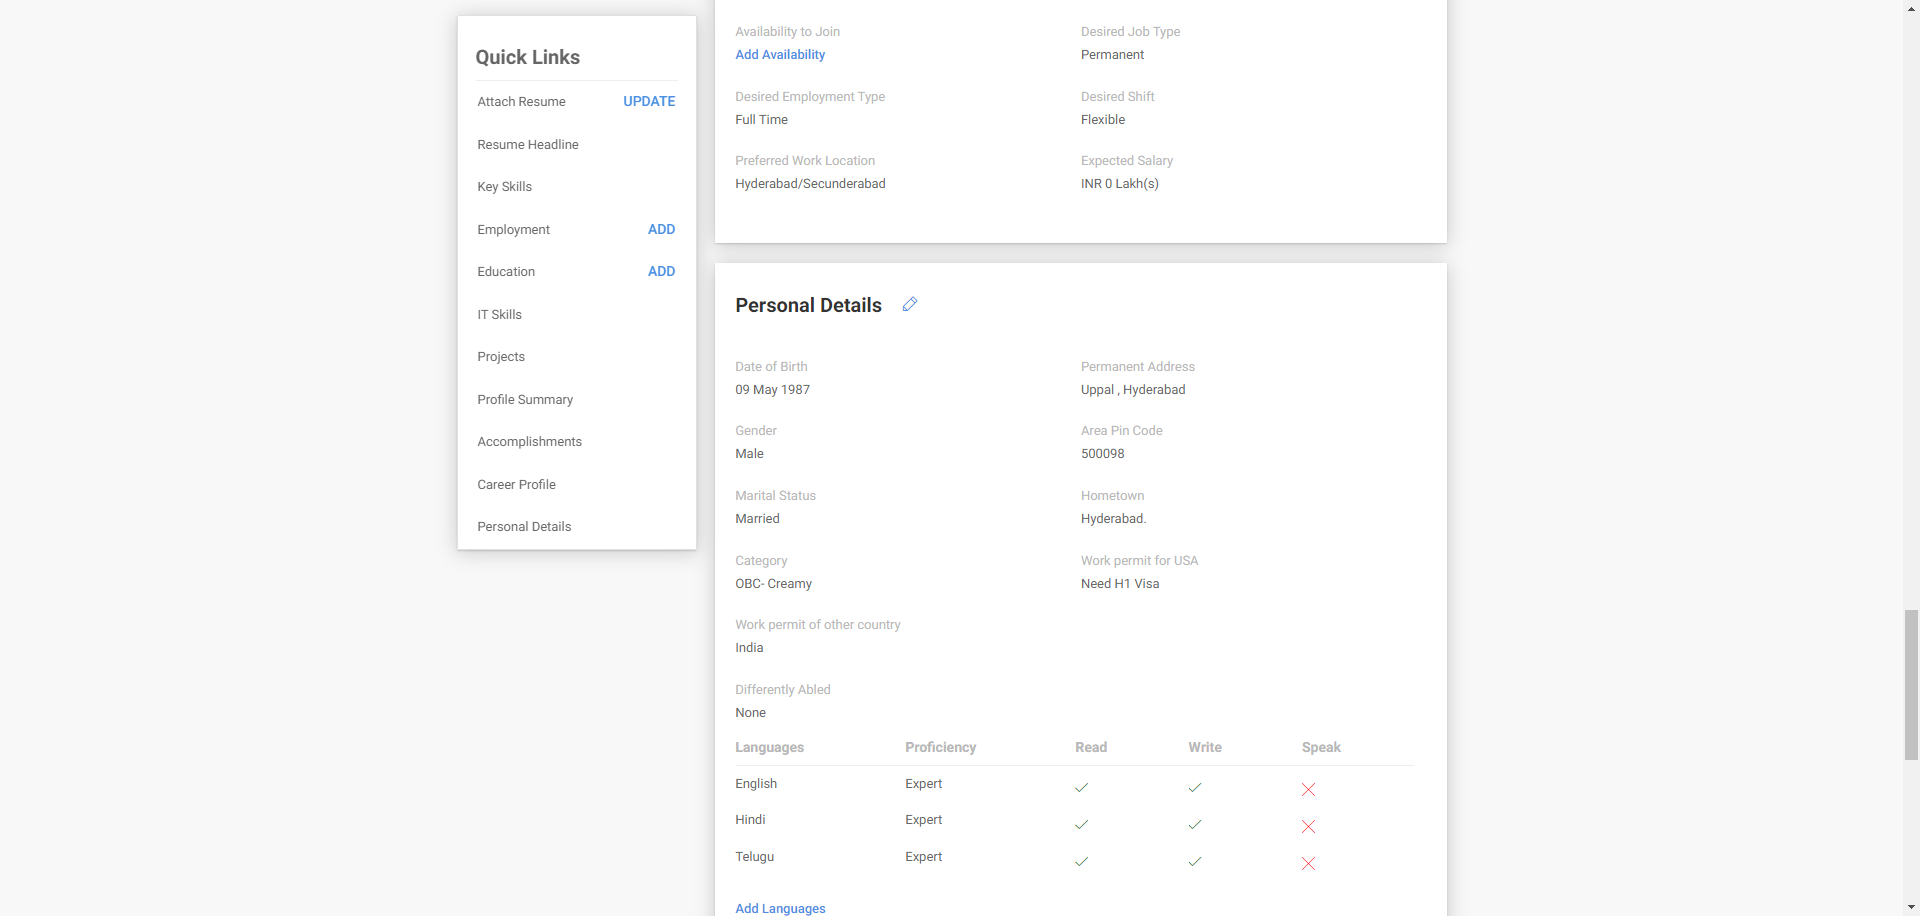 Quick Links
Attach Resume UPDATE
Resume Headline
Key Skills
Employment ADD
Education ADD
IT Skills
Projects
Profile Summary
Accomplishments
Career Profile
Personal Details
Availability to Join Desired Job Type
Add Availability Permanent
Desired Employment Type Desired Shift
Full Time Flexible
Preferred Work Location Expected Salary
Hyderabad/Secunderabad INR 0 Lakh(s)
Personal Details
Date of Birth Permanent Address
09 May 1987 Uppal , Hyderabad
Gender Area Pin Code
Male 500098
Marital Status Hometown
Married Hyderabad.
Category Work permit for USA
OBC- Creamy Need H1 Visa
Work permit of other country
India
Differently Abled
None
Languages Proficiency Read Write Speak
English Expert
Hindi Expert
Telugu Expert
Add Languages